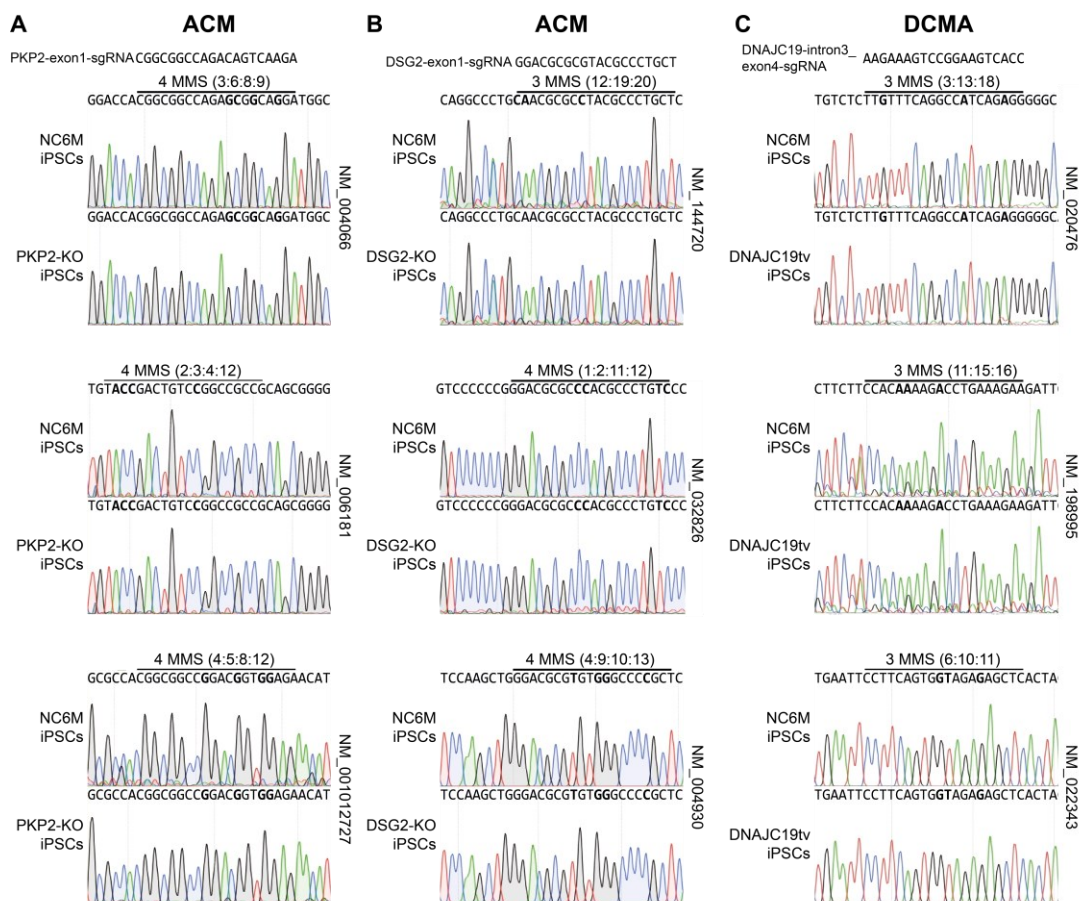 A
ACM
PKP2-exon1-sgRNA CGGCGGCCAGACAGTCAAGA
4 MMS (3:6:8:9)
GGACCACGGCGGCCAGAGCGGCAGGATGGC
NC6M
iPSCs
GGACCACGGCGGCCAGAGCGGCAGGATGGC
PKP2-KO
iPSCs
NM_004066
4 MMS (2:3:4:12)
TGTACCGACTGTCCGGCCGCCGCAGCGGGG
NC6M
iPSCs
TGTACCGACTGTCCGGCCGCCGCAGCGGGG
PKP2-KO
iPSCs
NM_006181
4 MMS (4:5:8:12)
GCGCCACGGCGGCCGGACGGTGGAGAACAT
NC6M
iPSCs
GCGCCACGGCGGCCGGACGGTGGAGAACAT
PKP2-KO
iPSCs
NM_001012727
B
ACM
DSG2-exon1-sgRNA GGACGCGCGTACGCCCTGCT
3 MMS (12:19:20)
CAGGCCCTGCAACGCGCCTACGCCCTGCTC
NC6M
iPSCs
CAGGCCCTGCAACGCGCCTACGCCCTGCTC
DSG2-KO
iPSCs
NM_144720
4 MMS (1:2:11:12)
GTCCCCCCGGGACGCGCCCACGCCCTGTCCC
NC6M
iPSCs
GTCCCCCCGGGACGCGCCCACGCCCTGTCCC
DSG2-KO
iPSCs
NM_032826
4 MMS (4:9:10:13)
TCCAAGCTGGGACGCGTGTGGGCCCCGCTC
NC6M
iPSCs
TCCAAGCTGGGACGCGTGTGGGCCCCGCTC
DSG2-KO
iPSCs
NM_004930
C
DCMA
DNAJC19-intron3_
exon4-sgRNA
AAGAAAGTCCGGAAGTCACC
3 MMS (3:13:18)
TGTCTCTTGTTTCAGGCCATCAGAGGGGGC
NC6M
iPSCs
TGTCTCTTGTTTCAGGCCATCAGAGGGGGC
DNAJC19tv
iPSCs
NM_020476
3 MMS (11:15:16)
CTTCTTCCACAAAAGACCTGAAAGAAGATT
NC6M
iPSCs
CTTCTTCCACAAAAGACCTGAAAGAAGATT
DNAJC19tv
iPSCs
NM_198995
3 MMS (6:10:11)
TGAATTCCTTCAGTGGTAGAGAGCTCACTA
NC6M
iPSCs
TGAATTCCTTCAGTGGTAGAGAGCTCACTA
DNAJC19tv
iPSCs
NM_022343